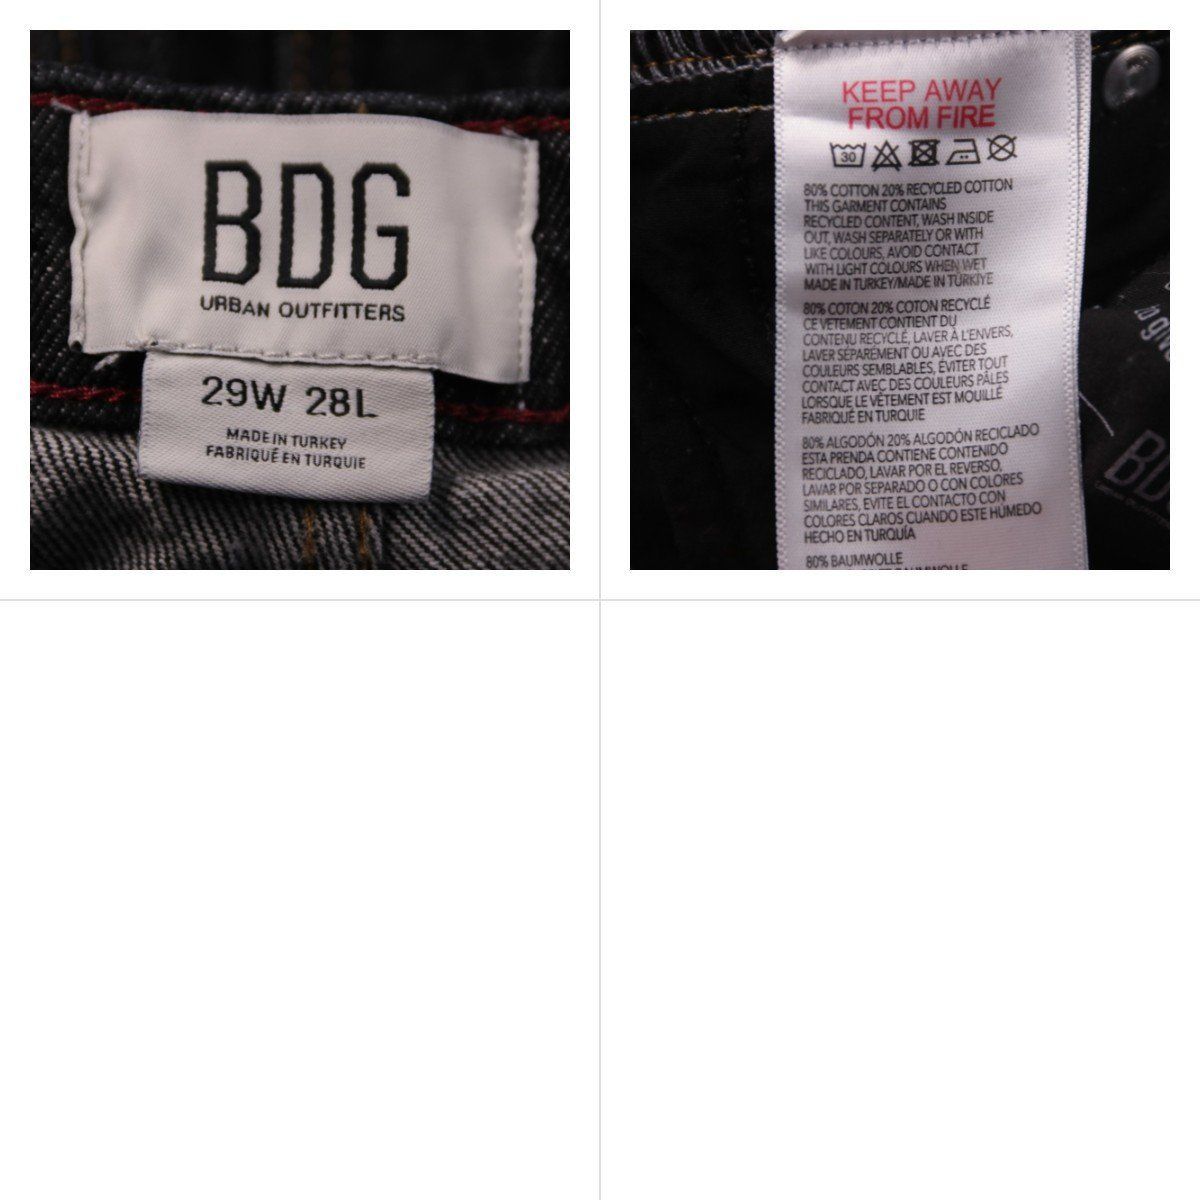 BDG
URBAN OUTFITTERS
29W 28L
MADE IN TURKEY
FABRIQUÉ EN TURQUIE
KEEP AWAY
FROM FIRE
30
80% COTTON 20% RECYCLED COTTON
THIS GARMENT CONTAINS
RECYCLED CONTENT, WASH INSIDE
OUT, WASH SEPARATELY OR WITH
LIKE COLOURS, AVOID CONTACT
WITH LIGHT COLOURS WHEN WET
MADE IN TURKEY/MADE IN TÜRKIYE
80% COTON 20% COTON RECYCLÉ
CE VETEMENT CONTIENT DU
CONTENU RECYCLÉ, LAVER À L'ENVERS,
LAVER SÉPARÉMENT OU AVEC DES
COULEURS SEMBLABLES, ÉVITER TOUT
CONTACT AVEC DES COULEURS PÂLES
LORSQUE LE VÊTEMENT EST MOUILLÉ
FABRIQUÉ EN TURQUIE
80% ALGODÓN 20% ALGODÓN RECICLADO
ESTA PRENDA CONTIENE CONTENIDO
RECICLADO, LAVAR POR EL REVERSO,
LAVAR POR SEPARADO O CON COLORES
SIMILARES, EVITE EL CONTACTO CON
COLORES CLAROS CUANDO ESTE HÚMEDO
HECHO EN TURQUÍA
80% BAUMWOLLE